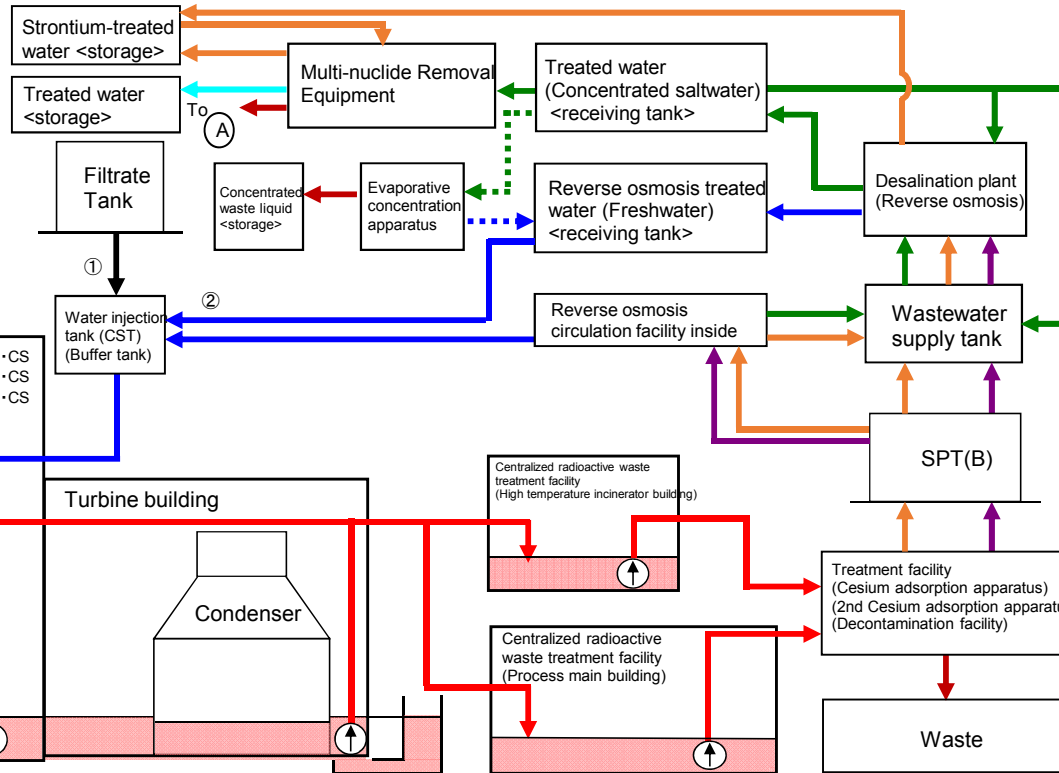 Strontium-treated
water <storage>
Multi-nuclide Removal
Equipment
Treated water
(Concentrated saltwater)
<receiving tank>
Treated water
<storage>
To
A
Filtrate
Tank
Concentrated
waste liquid
<storage>
Evaporative
concentration
apparatus
Reverse osmosis treated
water (Freshwater)
<receiving tank>
Desalination plant
(Reverse osmosis)
①
②
Water injection
tank (CST)
(Buffer tank)
Reverse osmosis
circulation facility inside
Wastewater
supply tank
・CS
・CS
・CS
SPT(B)
Turbine building
Centralized radioactive waste
treatment facility
(High temperature incinerator building)
Condenser
Treatment facility
(Cesium adsorption apparatus)
(2nd Cesium adsorption apparatu
(Decontamination facility)
Centralized radioactive
waste treatment facility
(Process main building)
Waste